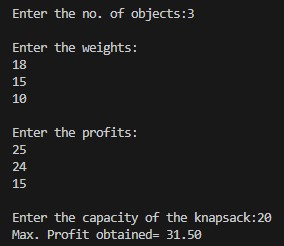 Enter the no. of objects:3
Enter the weights:
18
15
10
Enter the profits:
25
24
15
Enter the capacity of the knapsack:20
Max. Profit obtained= 31.50